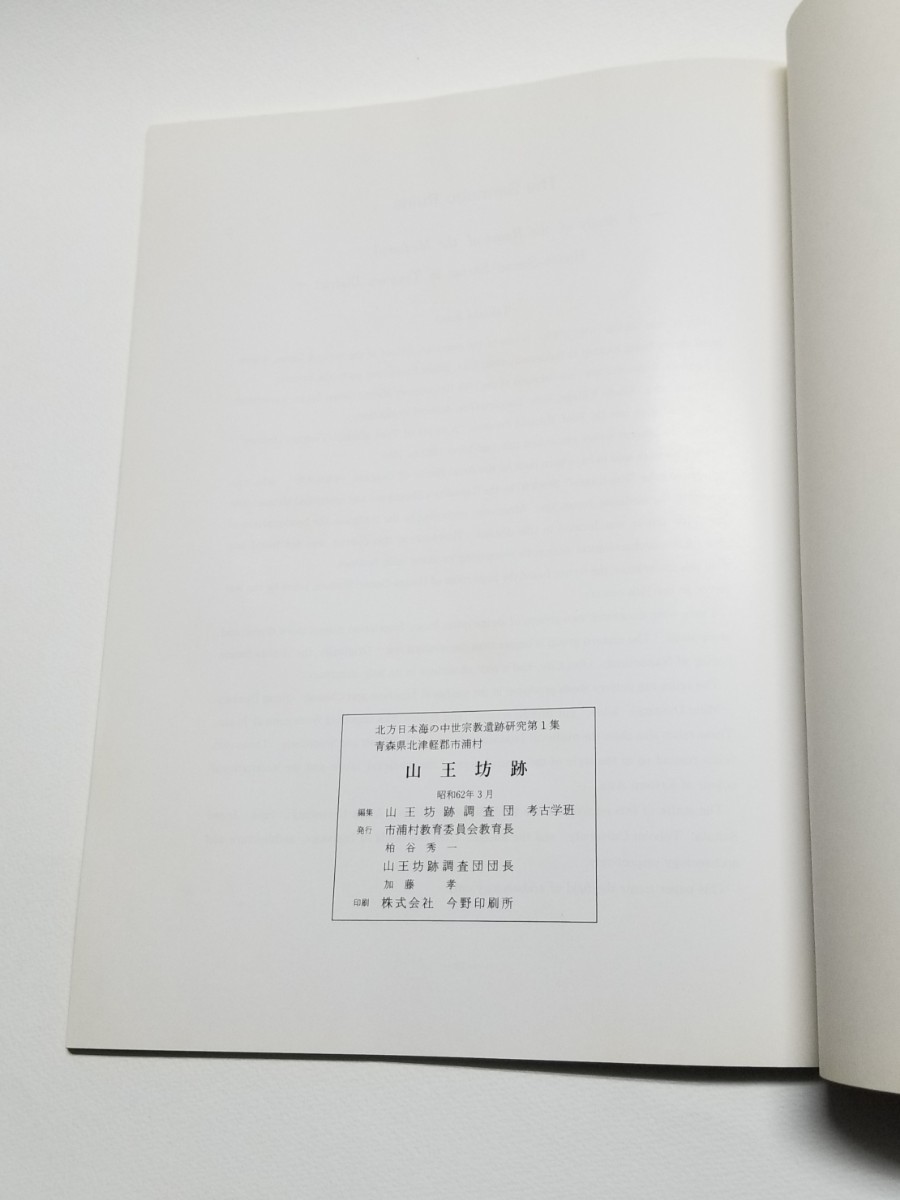 北方日本海の中世宗教遺跡研究第1集
青森県北津軽郡市浦村
山王坊跡
昭和62年3月
編集 山王坊跡調査団 考古学班
発行 市浦村教育委員会教育長
柏谷秀一
山王坊跡調査団団長
加藤 孝
印刷 株式会社 今野印刷所